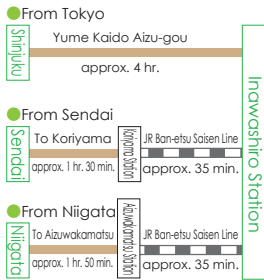 From Tokyo
Shinjuku
Yume Kaido Aizu-gou
approx. 4 hr.
From Sendai
Sendai
To Koriyama
approx. 1 hr. 30 min.
Koriyama Station
JR Ban-etsu Saisen Line
approx. 35 min.
From Niigata
Niigata
To Aizuwakamatsu
approx. 1 hr. 50 min.
Aizuwakamatsu Station
JR Ban-etsu Saisen Line
approx. 35 min.
Inawashiro Station